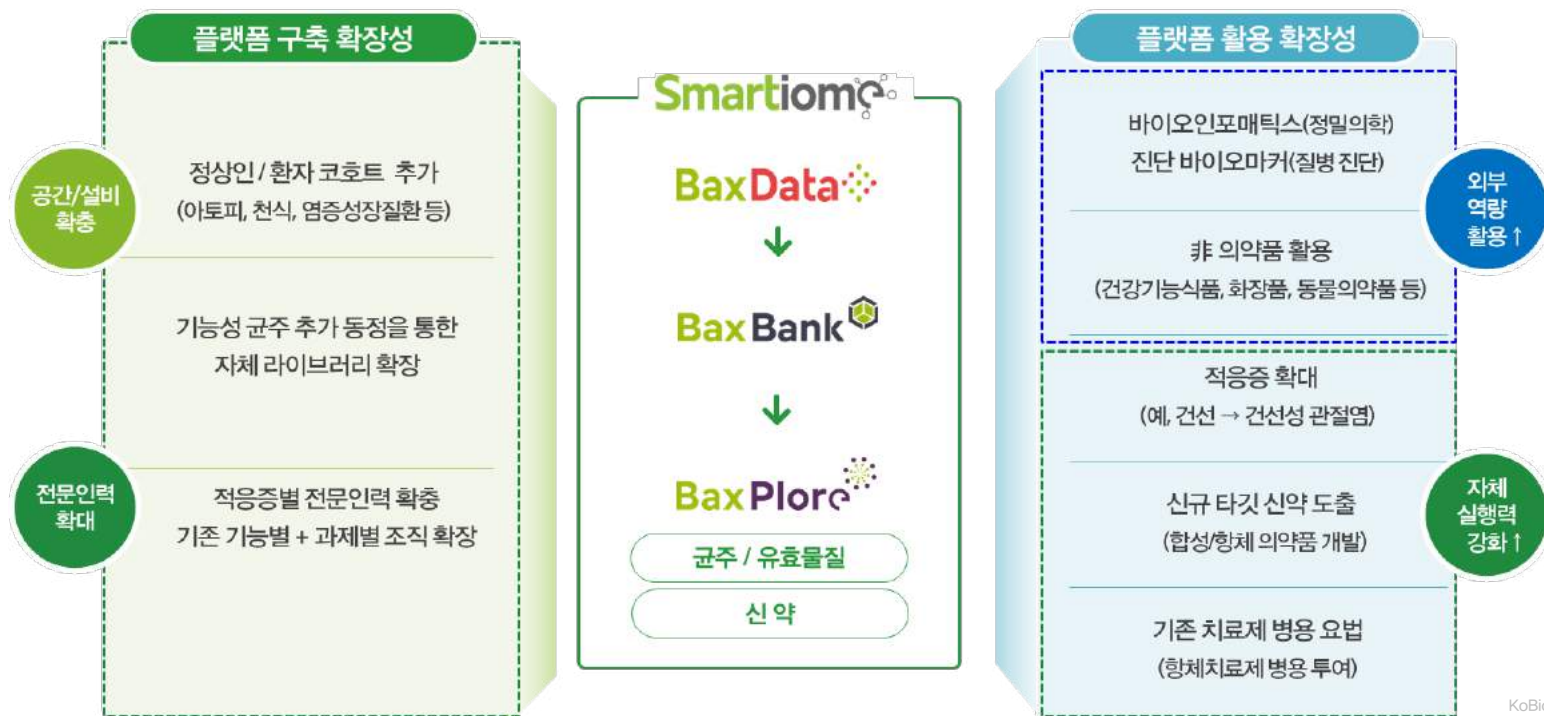 플랫폼 구축 확장성
공간/설비
확충
정상인 / 환자 코호트 추가
(아토피, 천식, 염증성장질환 등)
기능성 균주 추가 동정을 통한
자체 라이브러리 확장
전문인력
확대
적응증별 전문인력 확충
기존 기능별 + 과제별 조직 확장
Smartiome
BaxData
↓
BaxBank
↓
BaxPlore
균주 / 유효물질
신 약
플랫폼 활용 확장성
바이오인포매틱스(정밀의학)
진단 바이오마커(질병 진단)
非 의약품 활용
(건강기능식품, 화장품, 동물의약품 등)
외부
역량
활용 ↑
적응증 확대
(예, 건선 → 건선성 관절염)
신규 타깃 신약 도출
(합성/항체 의약품 개발)
기존 치료제 병용 요법
(항체치료제 병용 투여)
자체
실행력
강화 ↑